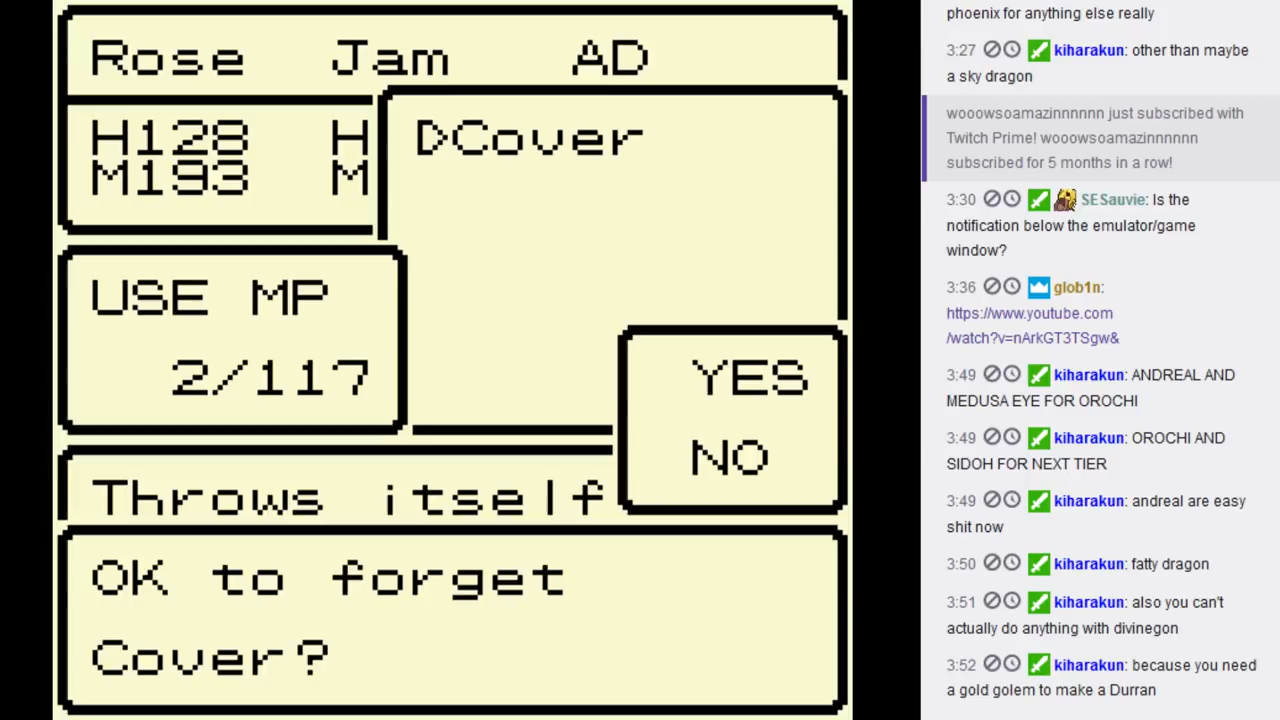 Rose Jam AD
H128 H
M193 M
▷Cover
USE MP
2/117
YES
NO
Throws itself
OK to forget
Cover?
phoenix for anything else really
3:27 kiharakun: other than maybe
a sky dragon
wooowsoamazinnnnnn just subscribed with
Twitch Prime! wooowsoamazinnnnnn
subscribed for 5 months in a row!
3:30 SESauvie: Is the
notification below the emulator/game
window?
3:36 glob1n:
https://www.youtube.com
/watch?v=nArkGT3TSgw&
3:49 kiharakun: ANDREAL AND
MEDUSA EYE FOR OROCHI
3:49 kiharakun: OROCHI AND
SIDOH FOR NEXT TIER
3:49 kiharakun: andreal are easy
shit now
3:50 kiharakun: fatty dragon
3:51 kiharakun: also you can't
actually do anything with divinegon
3:52 kiharakun: because you need
a gold golem to make a Durran